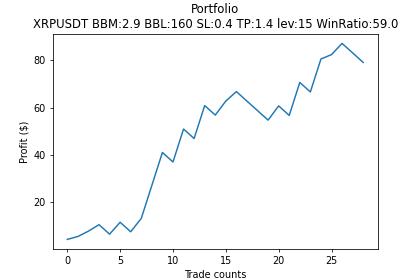 Portfolio
XRPUSDT BBM:2.9 BBL:160 SL:0.4 TP:1.4 lev:15 WinRatio:59.0
80
60
40
20
Profit ($)
0 5 10 15 20 25
Trade counts